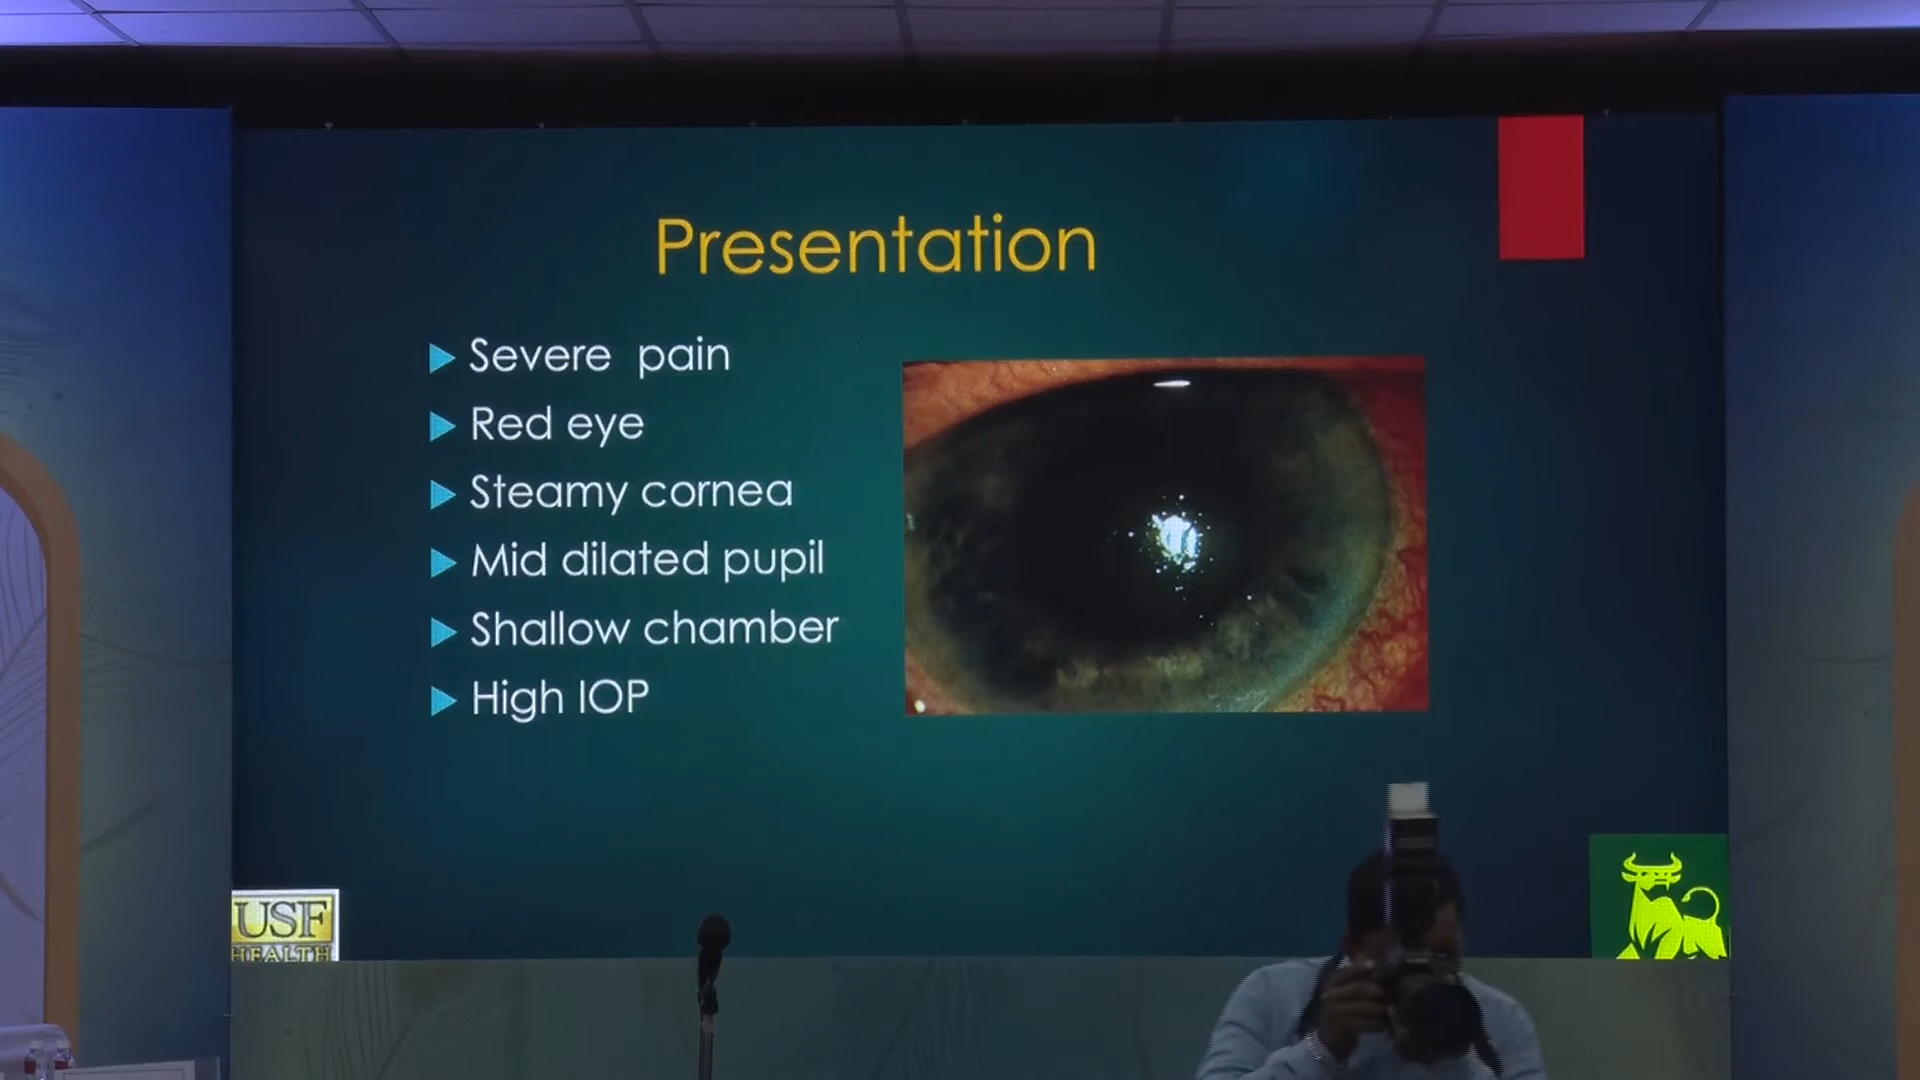 Presentation
Severe pain
Red eye
Steamy cornea
Mid dilated pupil
Shallow chamber
High IOP
USF
HEALTH